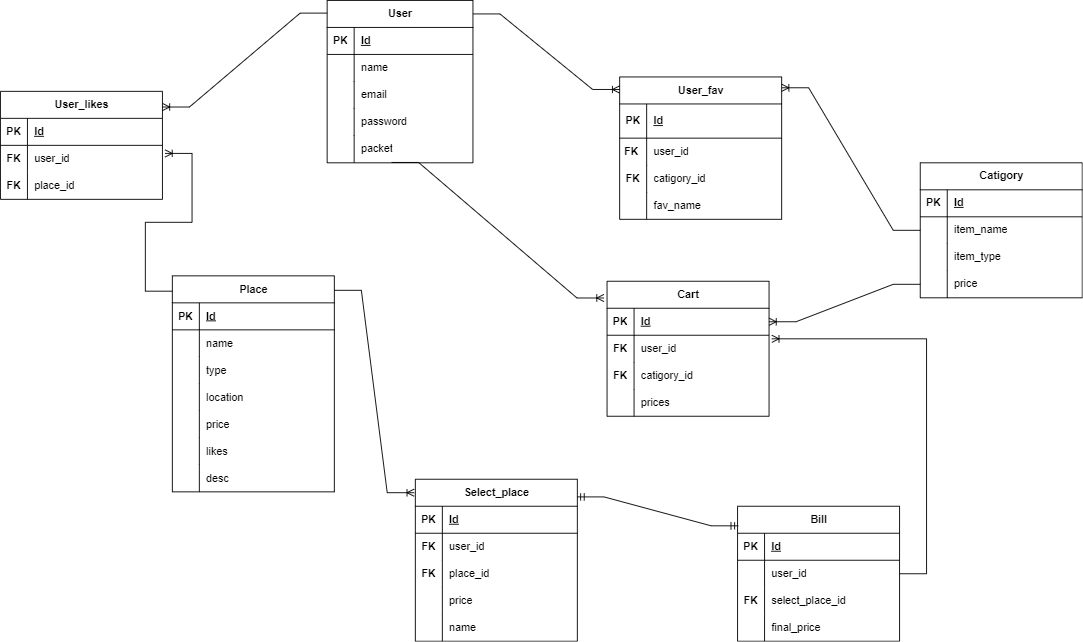 User
PK Id
name
email
password
packet
User_likes
PK Id
FK user_id
FK place_id
User_fav
PK Id
FK user_id
FK catigory_id
fav_name
Catigory
PK Id
item_name
item_type
price
Place
PK Id
name
type
location
price
likes
desc
Cart
PK Id
FK user_id
FK catigory_id
prices
Select_place
PK Id
FK user_id
FK place_id
price
name
Bill
PK Id
user_id
FK select_place_id
final_price